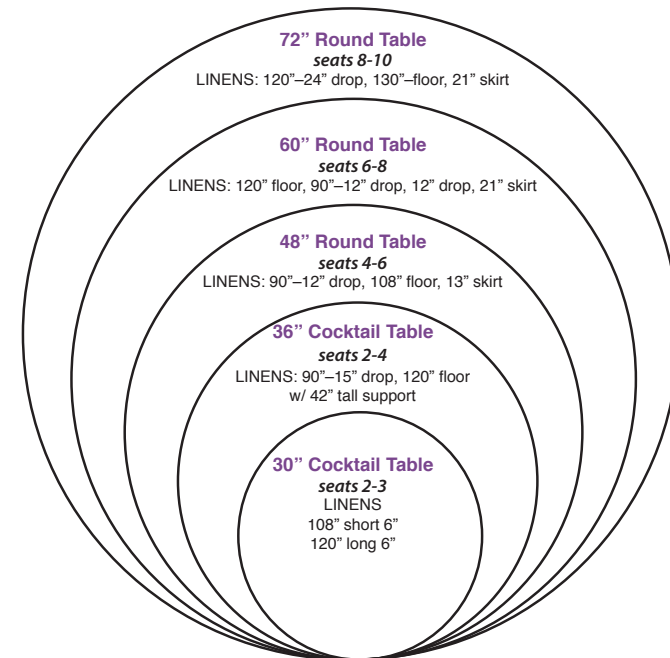 72” Round Table
seats 8-10
LINENS: 120”–24” drop, 130”–floor, 21” skirt
60” Round Table
seats 6-8
LINENS: 120” floor, 90”–12” drop, 12” drop, 21” skirt
48” Round Table
seats 4-6
LINENS: 90”–12” drop, 108” floor, 13” skirt
36” Cocktail Table
seats 2-4
LINENS: 90”–15” drop, 120” floor
w/ 42” tall support
30” Cocktail Table
seats 2-3
LINENS
108” short 6”
120” long 6”